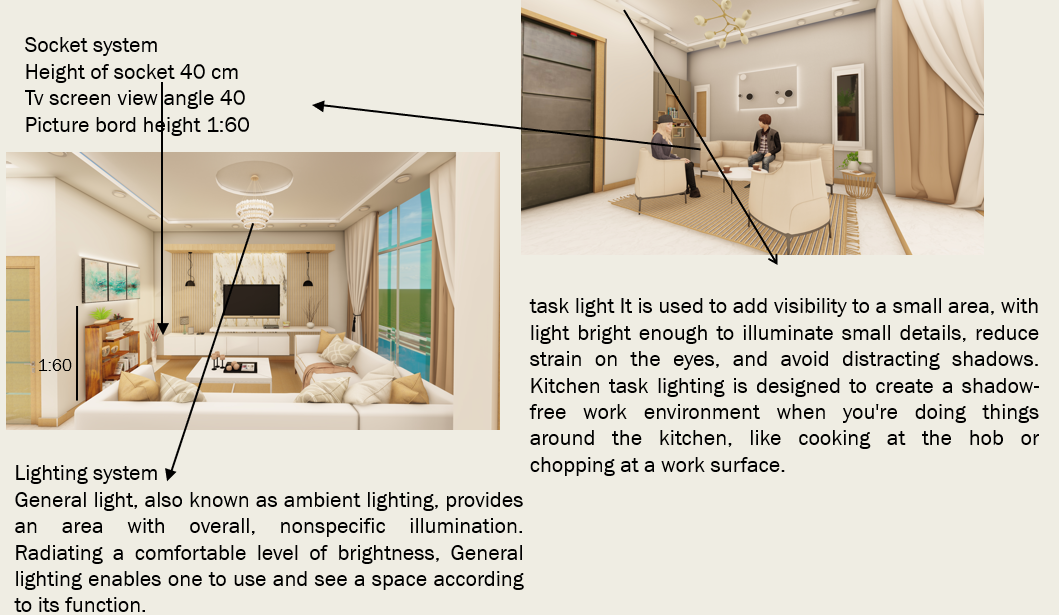 Socket system
Height of socket 40 cm
Tv screen view angle 40
Picture bord height 1:60
1:60
Lighting system
General light, also known as ambient lighting, provides
an area with overall, nonspecific illumination.
Radiating a comfortable level of brightness, General
lighting enables one to use and see a space according
to its function.
task light It is used to add visibility to a small area, with
light bright enough to illuminate small details, reduce
strain on the eyes, and avoid distracting shadows.
Kitchen task lighting is designed to create a shadow-
free work environment when you're doing things
around the kitchen, like cooking at the hob or
chopping at a work surface.